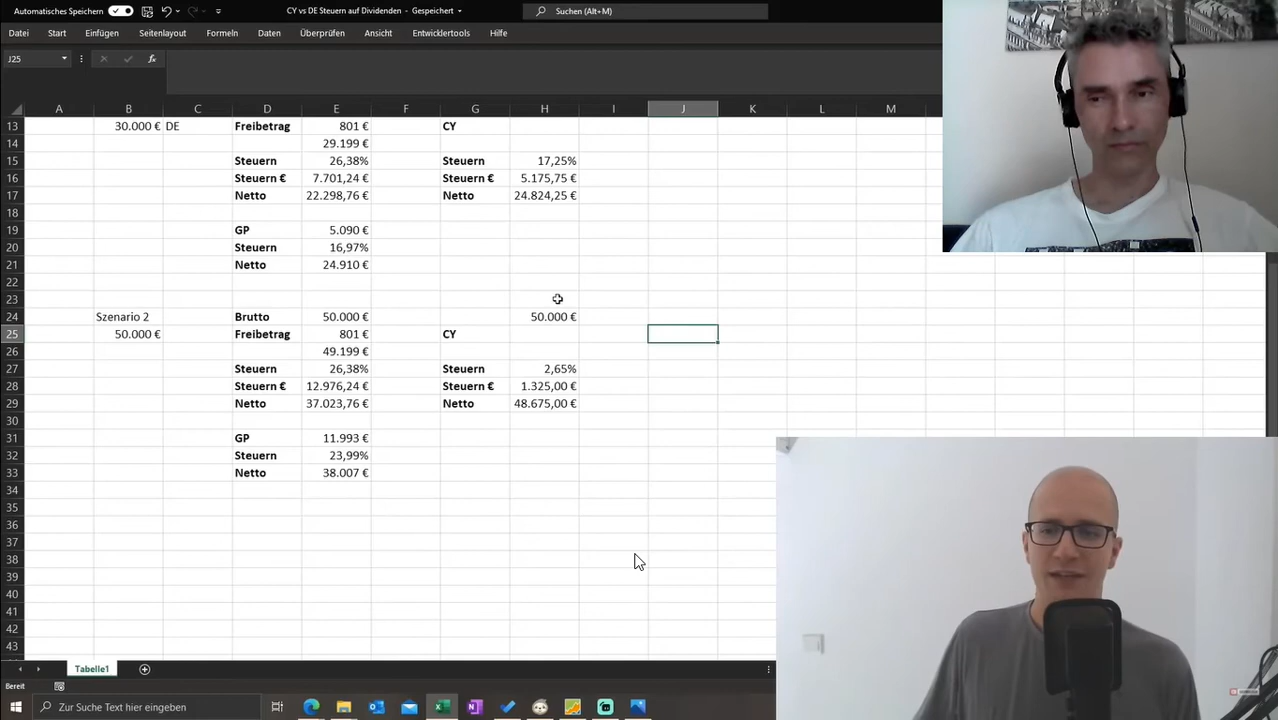 Automatisches Speichern
CY vs DE Steuern auf Dividenden - Gespeichert
Suchen (Alt+M)
Datei Start Einfügen Seitenlayout Formeln Daten Überprüfen Ansicht Entwicklertools Hilfe
J25 fx
A B C D E F G H I J K L M
13 30.000 € DE Freibetrag 801 € CY
14 29.199 €
15 Steuern 26,38% Steuern 17,25%
16 Steuern € 7.701,24 € Steuern € 5.175,75 €
17 Netto 22.298,76 € Netto 24.824,25 €
18
19 GP 5.090 €
20 Steuern 16,97%
21 Netto 24.910 €
22
23
24 Szenario 2 Brutto 50.000 € 50.000 €
25 50.000 € Freibetrag 801 € CY
26 49.199 €
27 Steuern 26,38% Steuern 2,65%
28 Steuern € 12.976,24 € Steuern € 1.325,00 €
29 Netto 37.023,76 € Netto 48.675,00 €
30
31 GP 11.993 €
32 Steuern 23,99%
33 Netto 38.007 €
34
35
36
37
38
39
40
41
42
43
Tabelle1
Bereit
Zur Suche Text hier eingeben